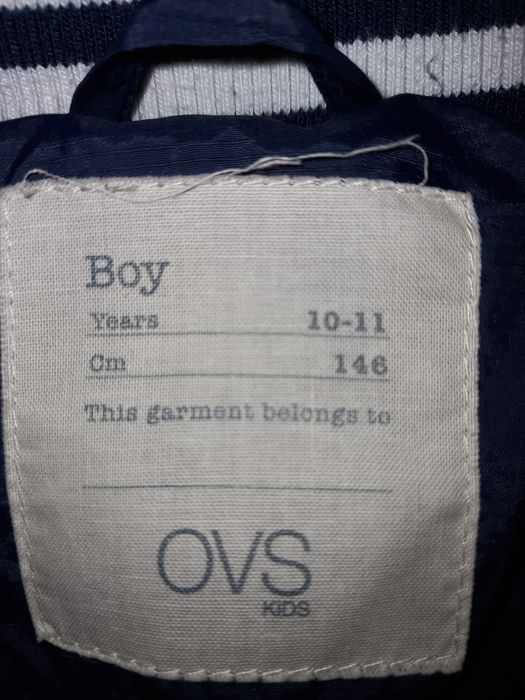 Boy
Years 10-11
Cm 146
This garment belongs to
OVS
KIDS